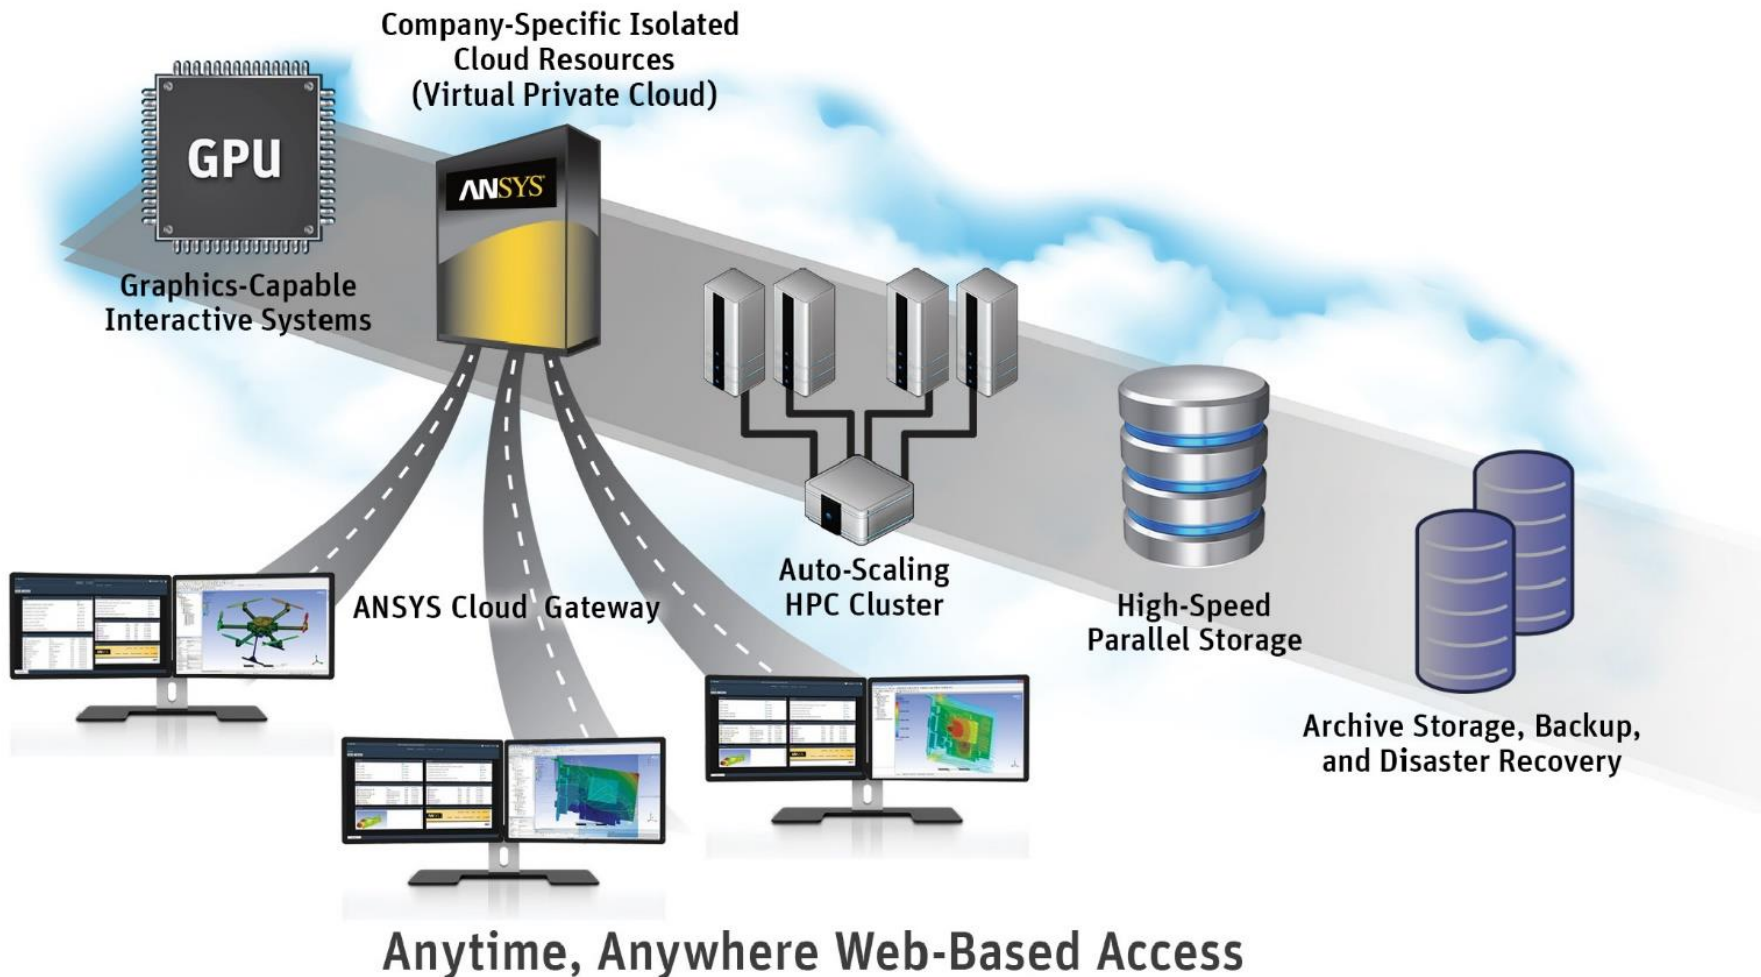 Company-Specific Isolated
Cloud Resources
(Virtual Private Cloud)
GPU
ANSYS
Graphics-Capable
Interactive Systems
ANSYS Cloud Gateway
Auto-Scaling
HPC Cluster
High-Speed
Parallel Storage
Archive Storage, Backup,
and Disaster Recovery
Anytime, Anywhere Web-Based Access